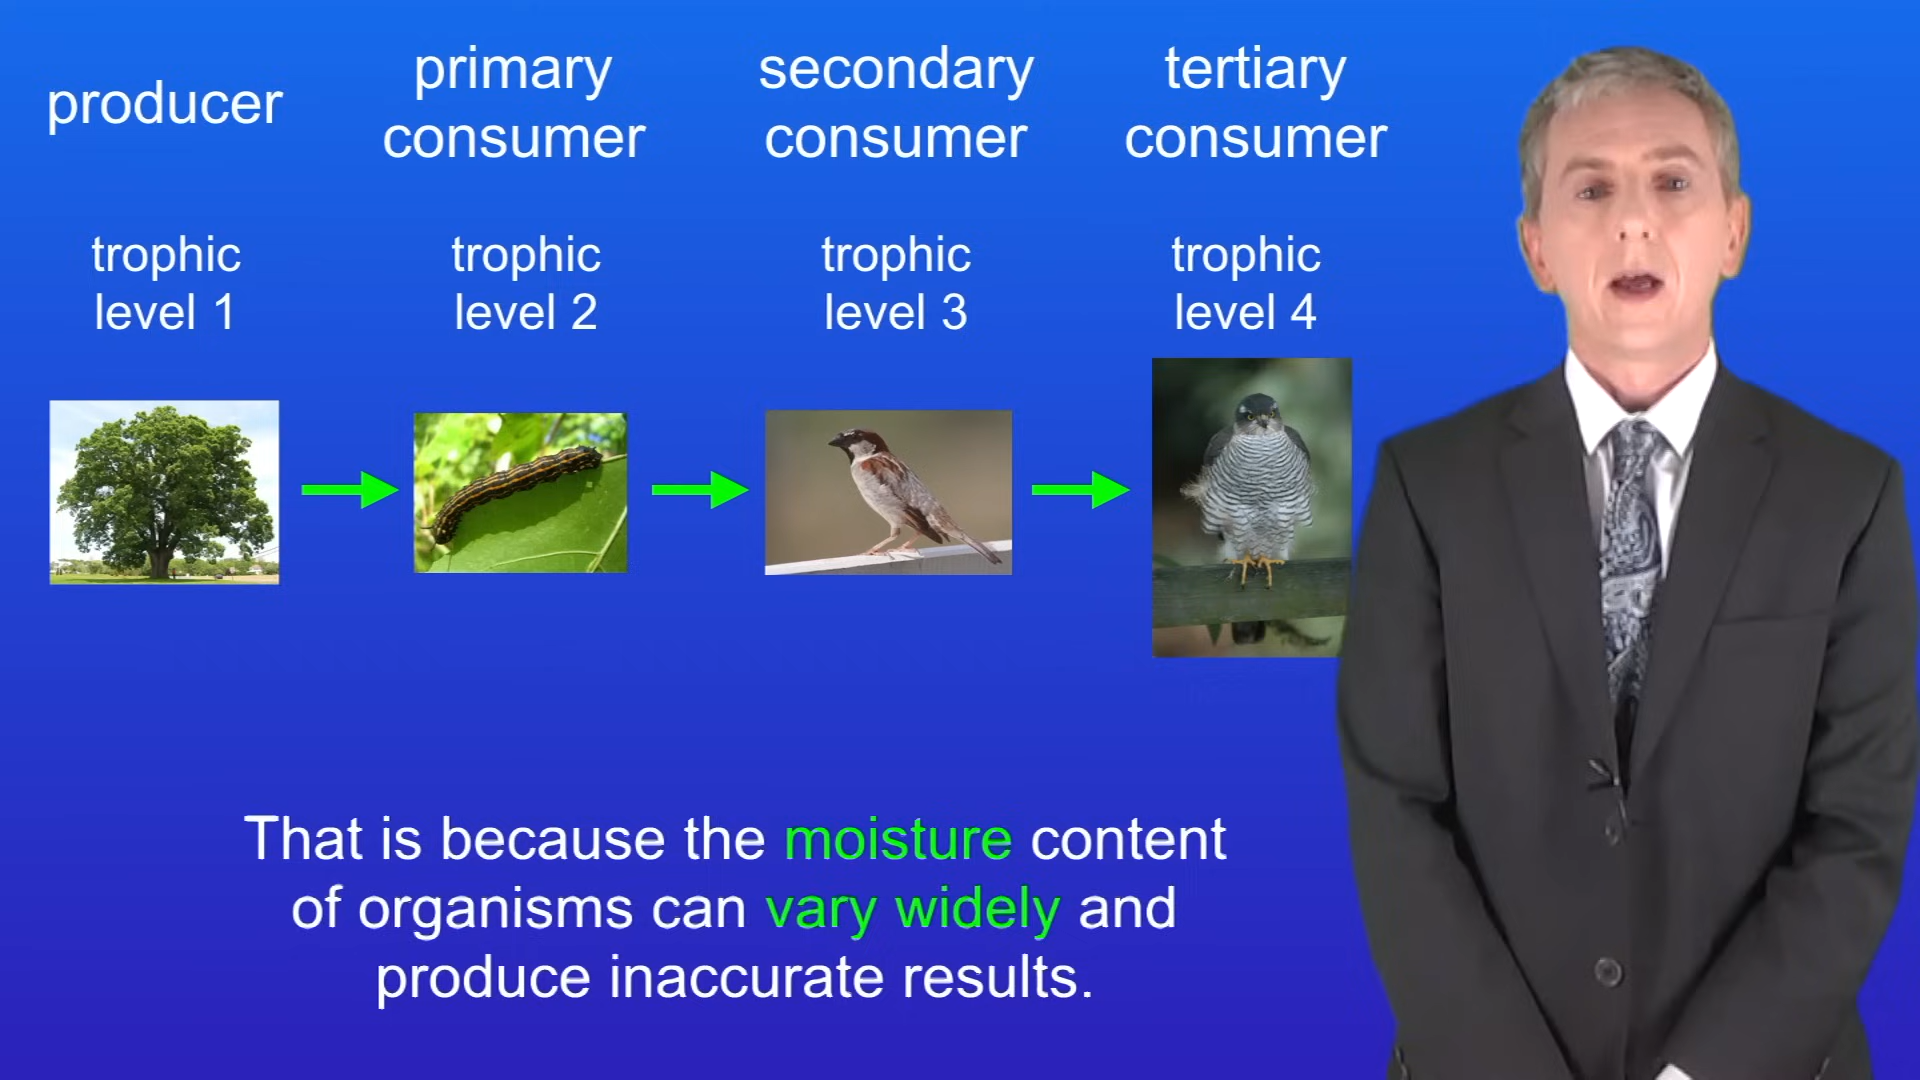 producer
primary
consumer
secondary
consumer
tertiary
consumer
trophic
level 1
trophic
level 2
trophic
level 3
trophic
level 4
That is because the moisture content
of organisms can vary widely and
produce inaccurate results.